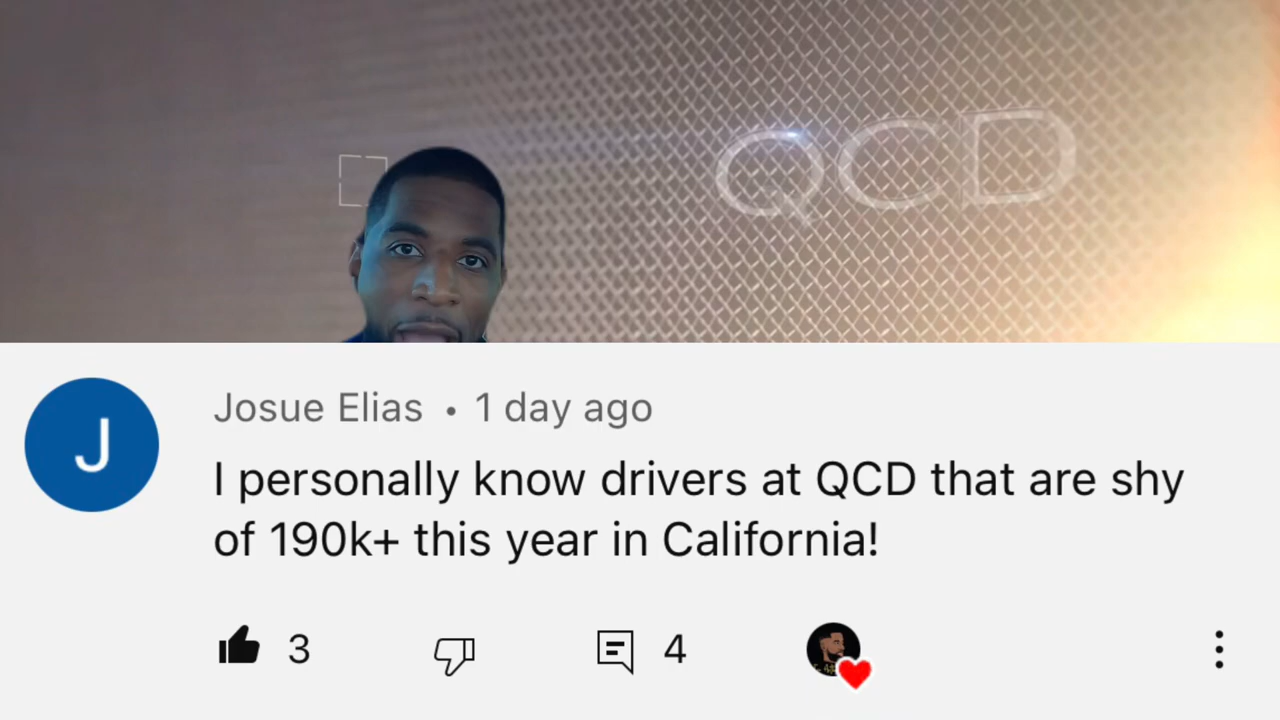 QCD
J
Josue Elias • 1 day ago
I personally know drivers at QCD that are shy
of 190k+ this year in California!
3
4